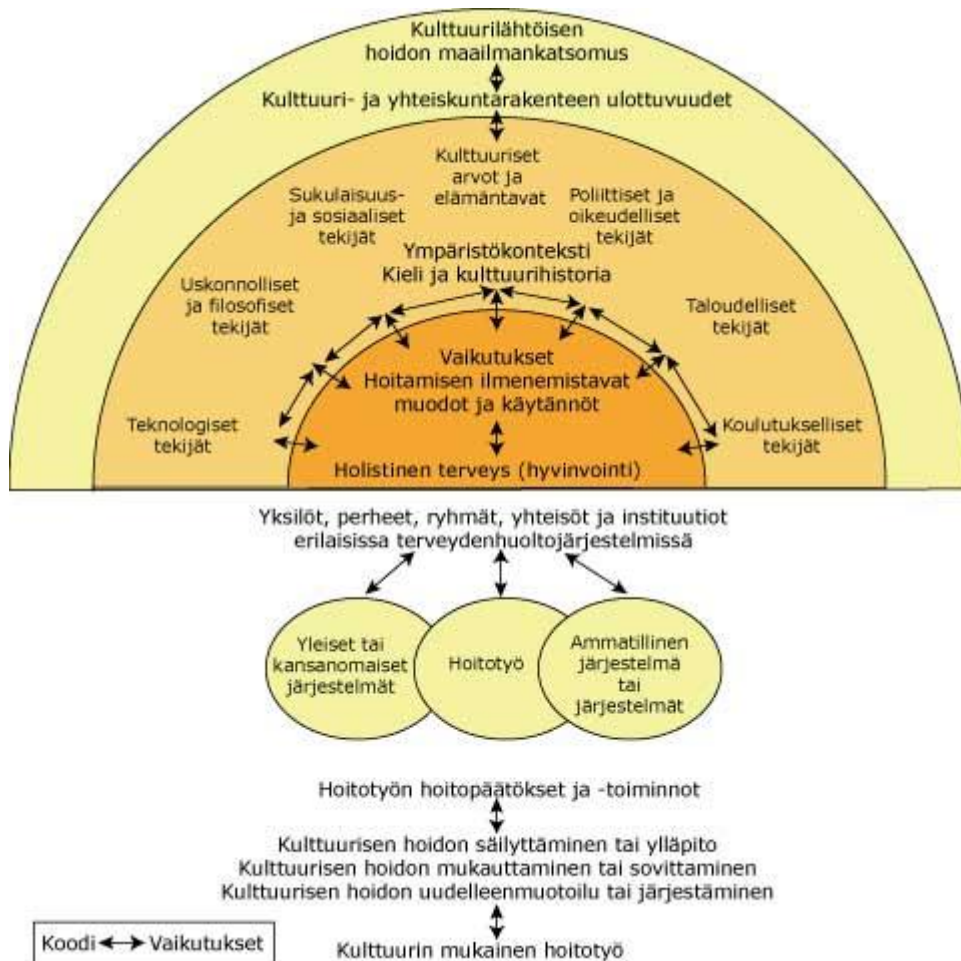 Kulttuurilähtöisen
hoidon maailmankatsomus
Kulttuuri- ja yhteiskuntarakenteen ulottuvuudet
Kulttuuriset
arvot ja
elämäntavat
Sukulaisuus-
ja sosiaaliset
tekijät
Poliittiset ja
oikeudelliset
tekijät
Ympäristökonteksti
Kieli ja kulttuurihistoria
Uskonnolliset
ja filosofiset
tekijät
Taloudelliset
tekijät
Vaikutukset
Hoitamisen ilmenemistavat
muodot ja käytännöt
Teknologiset
tekijät
Koulutukselliset
tekijät
Holistinen terveys (hyvinvointi)
Yksilöt, perheet, ryhmät, yhteisöt ja instituutiot
erilaisissa terveydenhuoltojärjestelmissä
Yleiset tai
kansanomaiset
järjestelmät
Hoitotyö
Ammatillinen
järjestelmä
tai
järjestelmät
Hoitotyön hoitopäätökset ja -toiminnot
Kulttuurisen hoidon säilyttäminen tai ylläpito
Kulttuurisen hoidon mukauttaminen tai sovittaminen
Kulttuurisen hoidon uudelleenmuotoilu tai järjestäminen
Koodi ↔ Vaikutukset
Kulttuurin mukainen hoitotyö